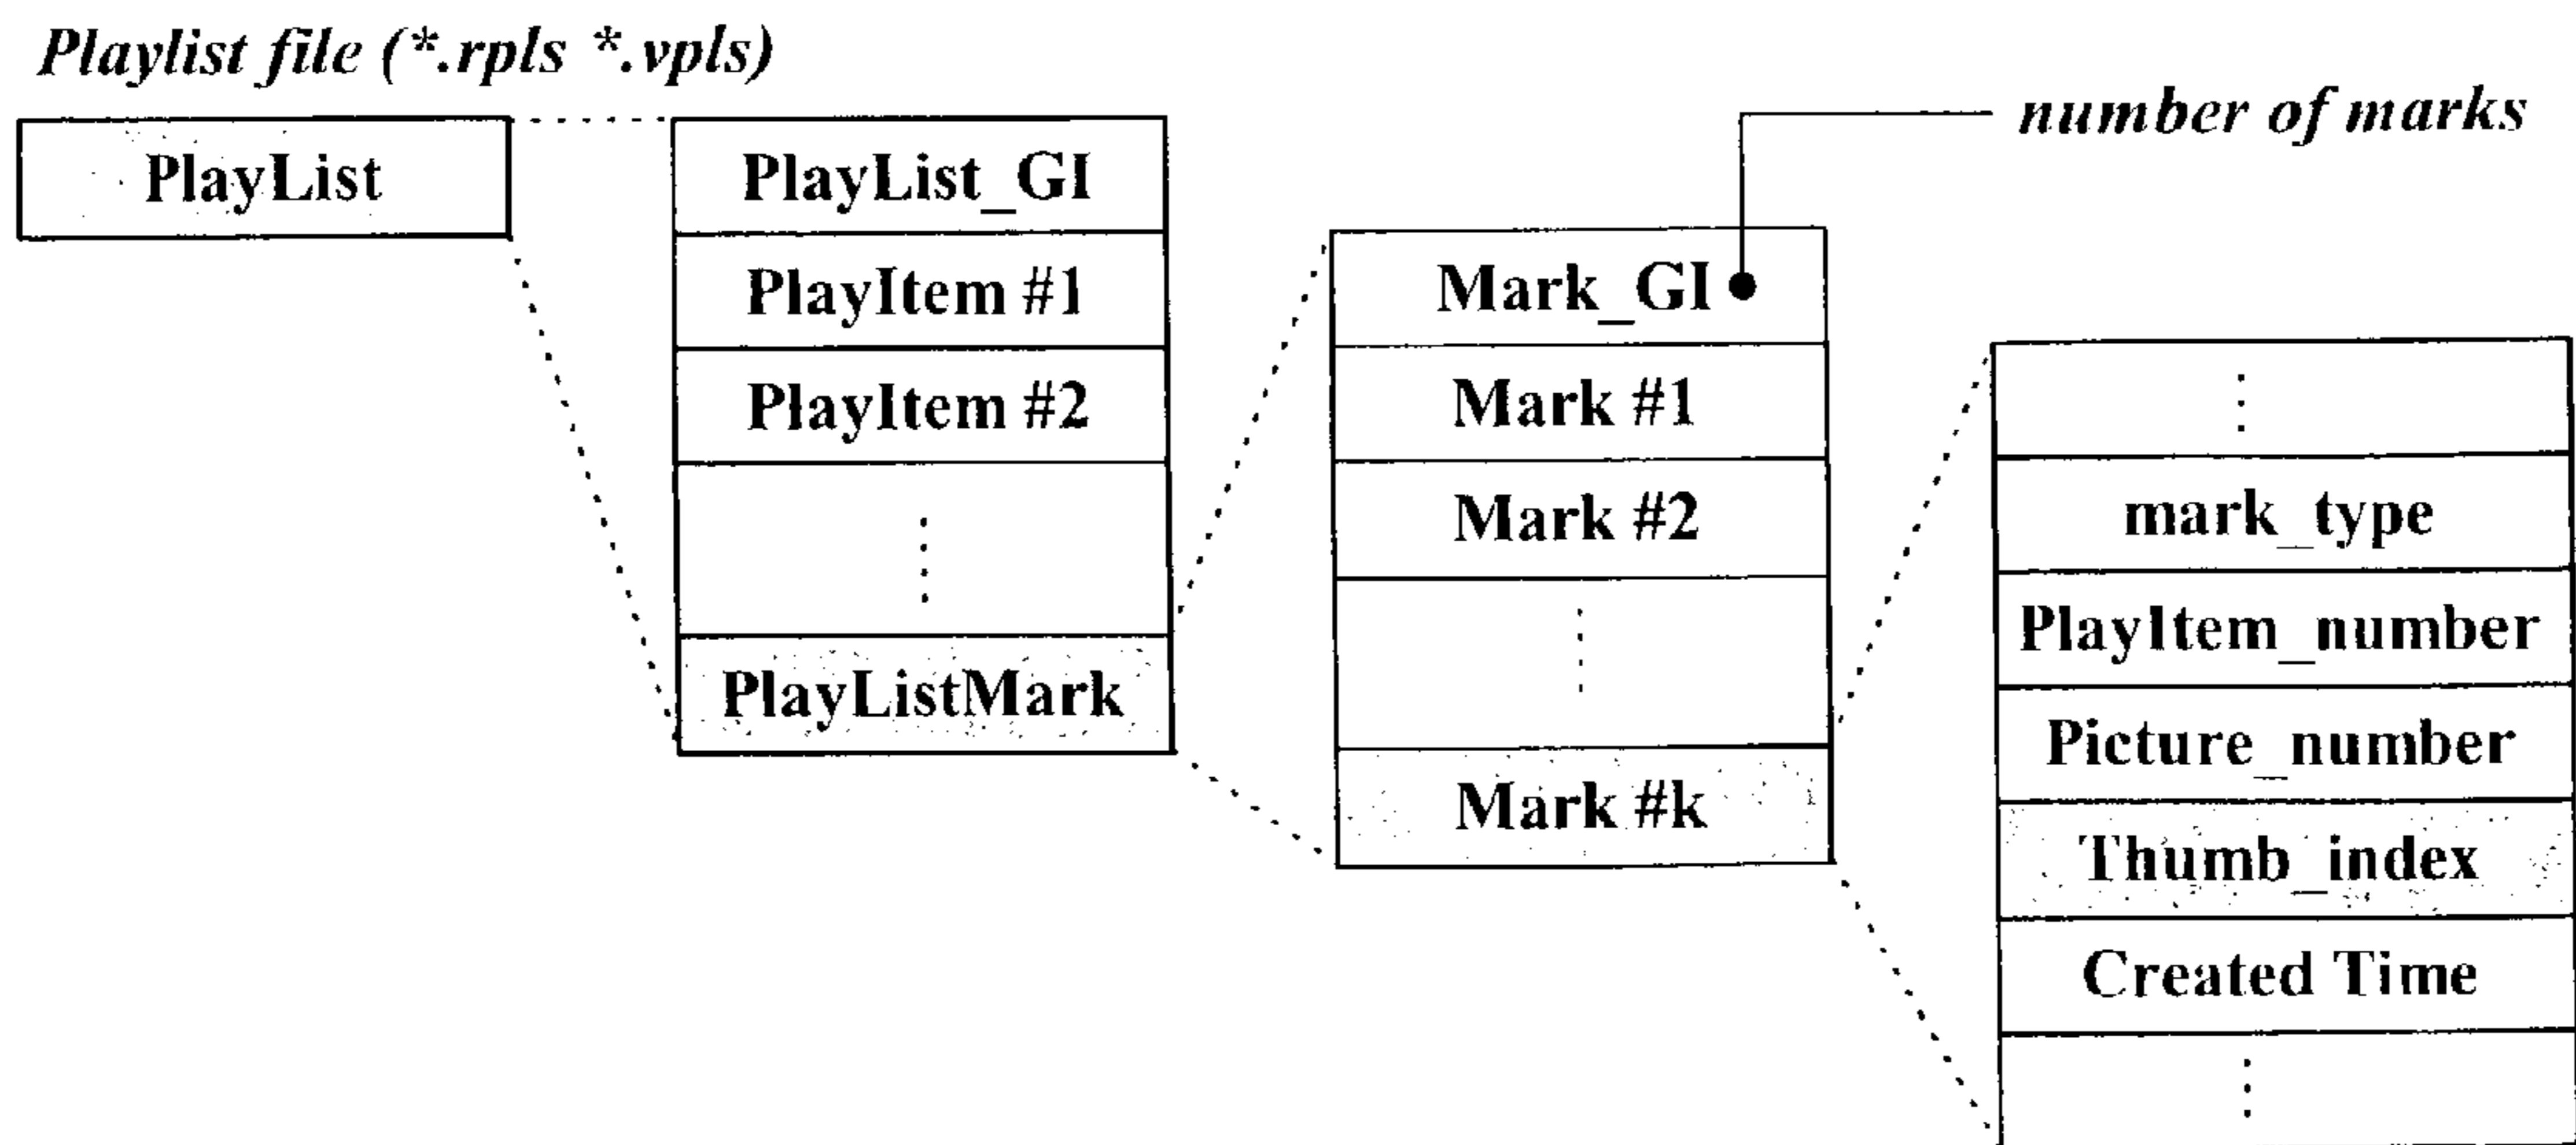 Playlist file (*.rpls *.vpls)
PlayList
PlayList_GI
PlayItem #1
PlayItem #2
PlayListMark
number of marks
Mark_GI
Mark #1
Mark #2
Mark #k
mark_type
PlayItem_number
Picture_number
Thumb_index
Created Time